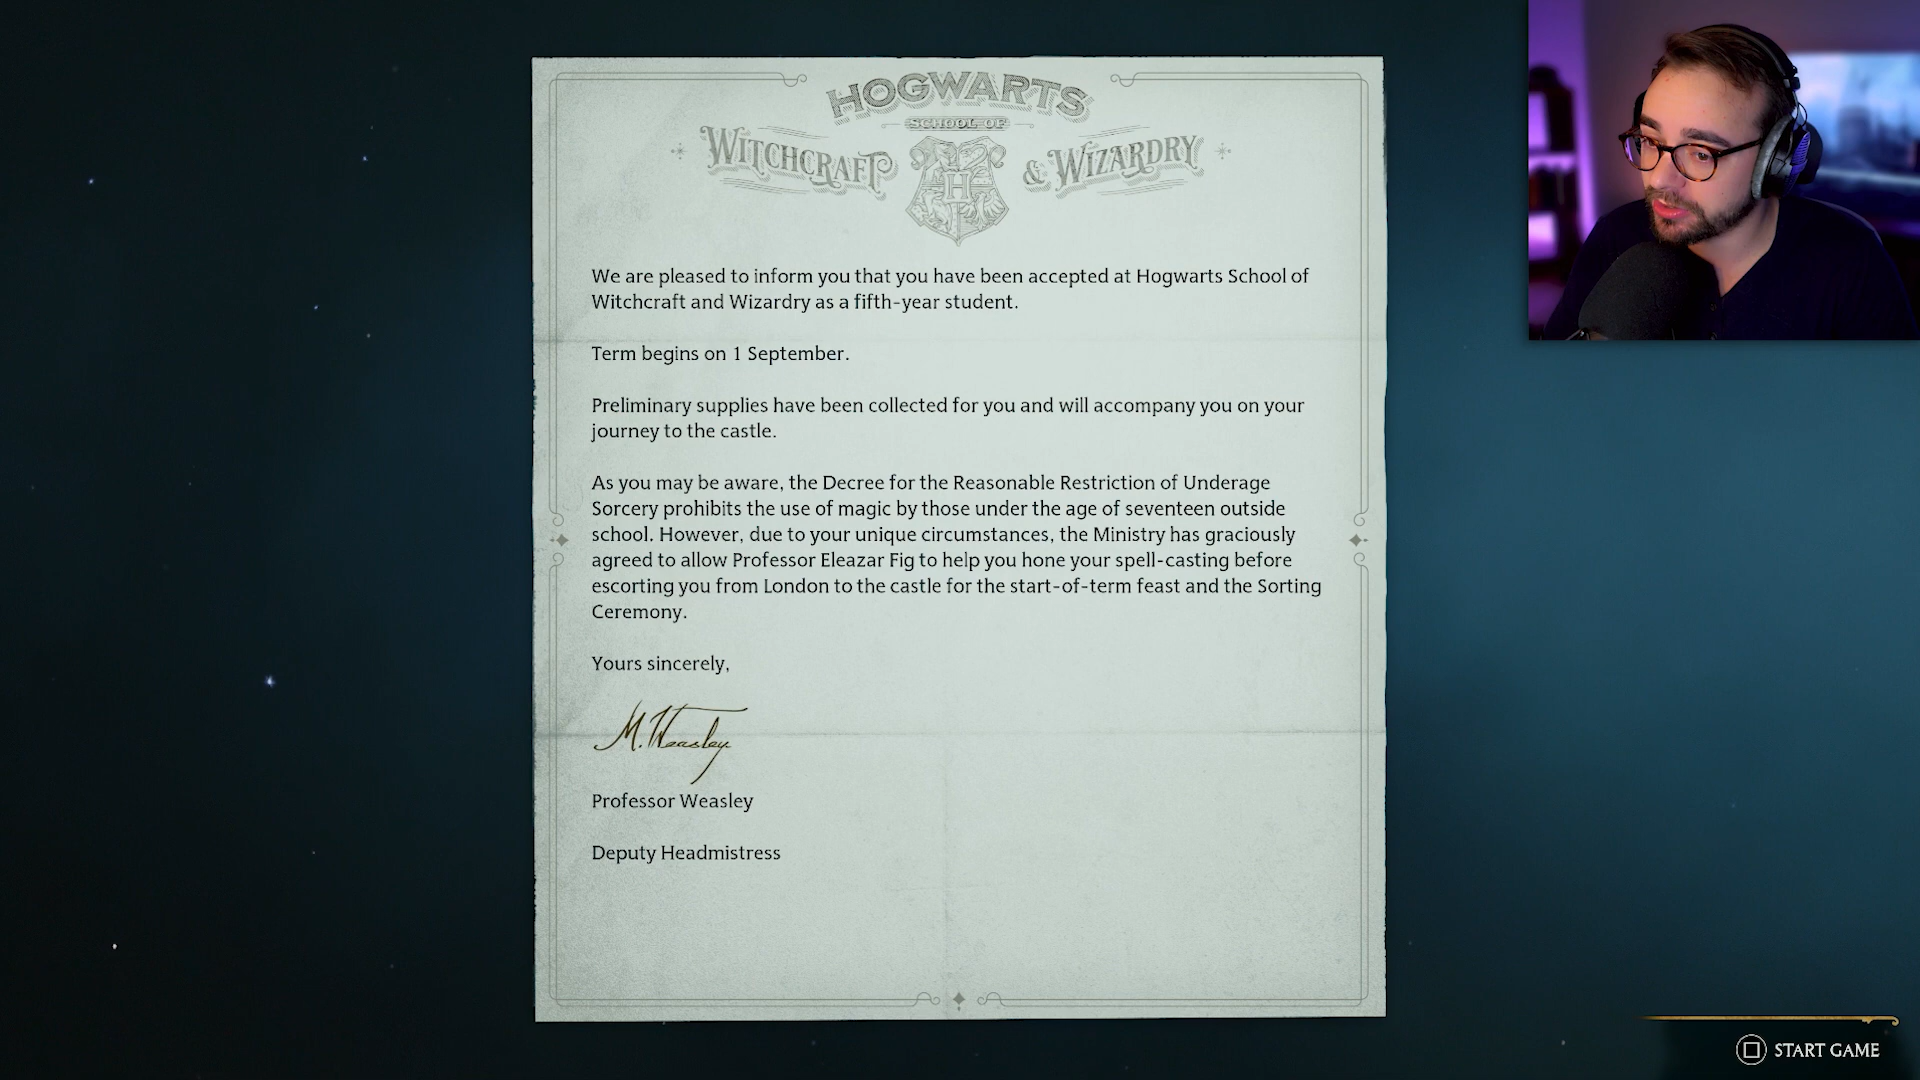 HOGWARTS
SCHOOL OF
WITCHCRAFT & WIZARDRY
H
We are pleased to inform you that you have been accepted at Hogwarts School of
Witchcraft and Wizardry as a fifth-year student.
Term begins on 1 September.
Preliminary supplies have been collected for you and will accompany you on your
journey to the castle.
As you may be aware, the Decree for the Reasonable Restriction of Underage
Sorcery prohibits the use of magic by those under the age of seventeen outside
school. However, due to your unique circumstances, the Ministry has graciously
agreed to allow Professor Eleazar Fig to help you hone your spell-casting before
escorting you from London to the castle for the start-of-term feast and the Sorting
Ceremony.
Yours sincerely,
M. Weasley
Professor Weasley
Deputy Headmistress
START GAME